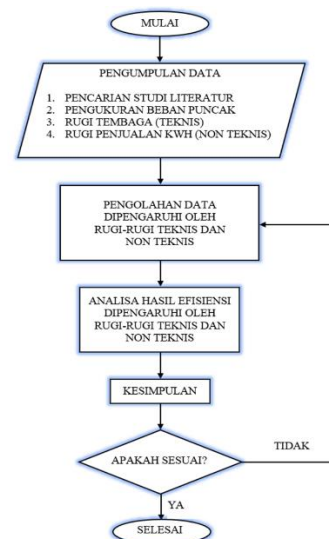 MULAI
PENGUMPULAN DATA
1. PENCARIAN STUDI LITERATUR
2. PENGUKURAN BEBAN PUNCAK
3. RUGI TEMBAGA (TEKNIS)
4. RUGI PENJUALAN KWH (NON TEKNIS)
PENGOLAHAN DATA
DIPENGARUHI OLEH
RUGI-RUGI TEKNIS DAN
NON TEKNIS
ANALISA HASIL EFISIENSI
DIPENGARUHI OLEH
RUGI-RUGI TEKNIS DAN
NON TEKNIS
KESIMPULAN
APAKAH SESUAI?
TIDAK
YA
SELESAI